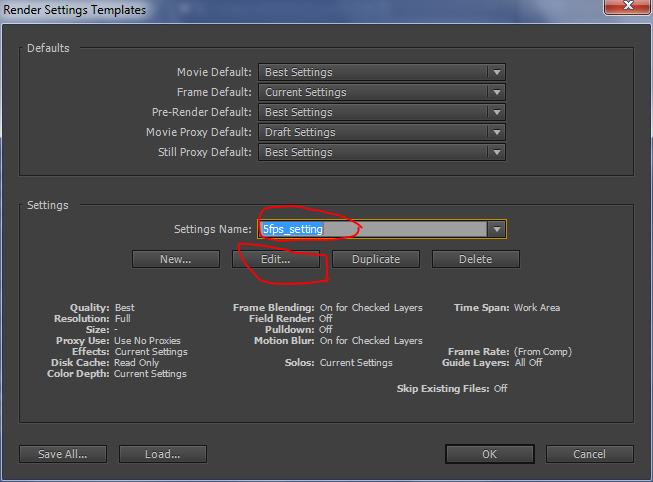 Render Settings Templates
Defaults
Movie Default: Best Settings
Frame Default: Current Settings
Pre-Render Default: Best Settings
Movie Proxy Default: Draft Settings
Still Proxy Default: Best Settings
Settings
Settings Name: 5fps_setting
New... Edit... Duplicate Delete
Quality: Best Frame Blending: On for Checked Layers Time Span: Work Area
Resolution: Full Field Render: Off
Size: - Pulldown: Off
Proxy Use: Use No Proxies Motion Blur: On for Checked Layers
Effects: Current Settings Frame Rate: (From Comp)
Disk Cache: Read Only Solos: Current Settings Guide Layers: All Off
Color Depth: Current Settings
Skip Existing Files: Off
Save All... Load... OK Cancel